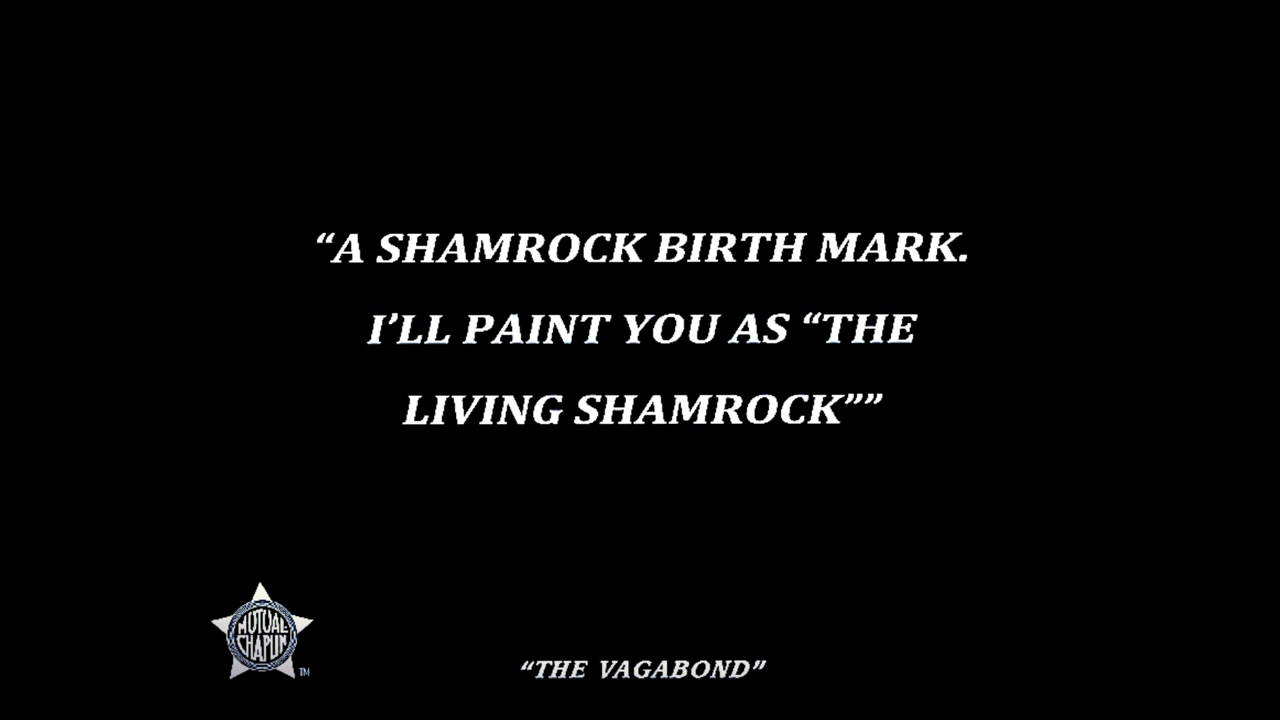 “A SHAMROCK BIRTH MARK.
I’LL PAINT YOU AS “THE
LIVING SHAMROCK””
MUTUAL
CHAPLIN
TM
“THE VAGABOND”